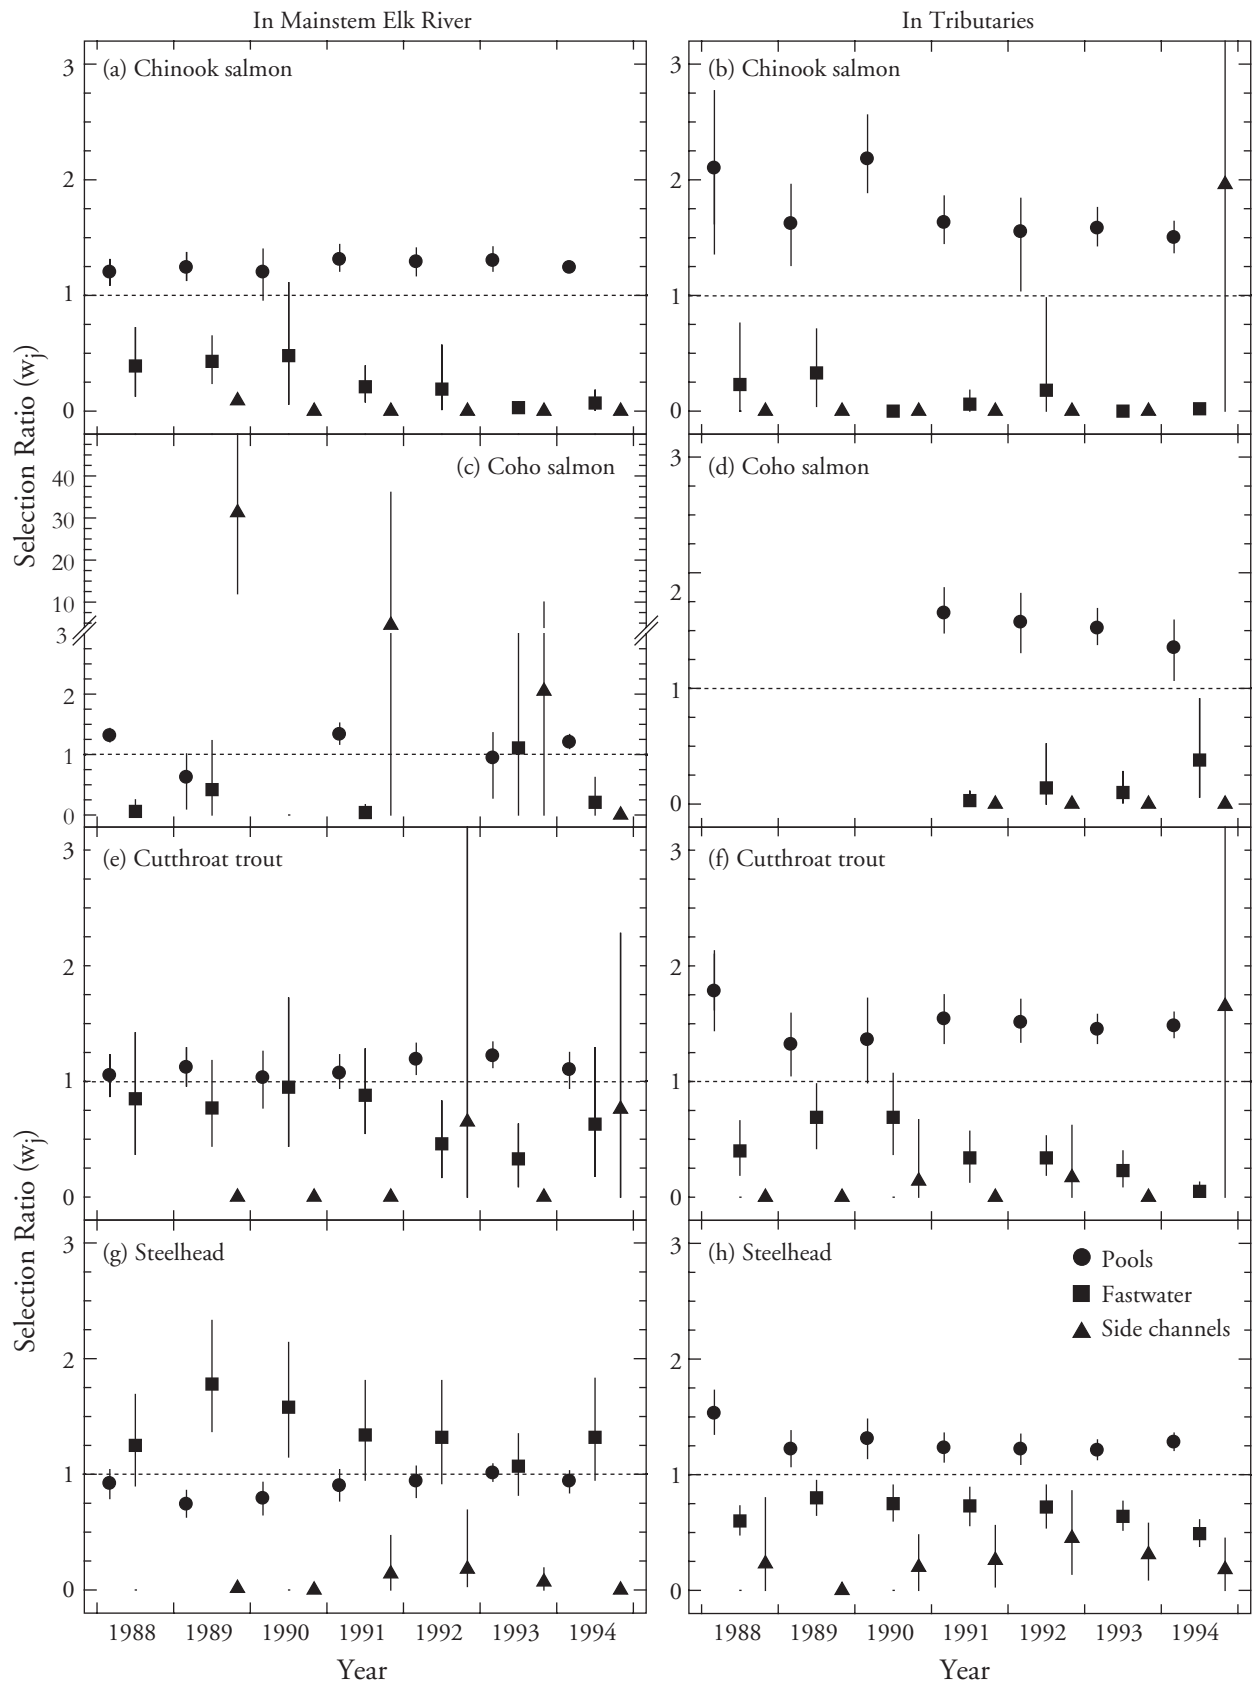 In Mainstem Elk River
In Tributaries
(a) Chinook salmon
3
2
1
0
(b) Chinook salmon
3
2
1
0
Selection Ratio (wj)
(c) Coho salmon
40
30
20
10
3
2
1
0
(d) Coho salmon
3
2
1
0
(e) Cutthroat trout
3
2
1
0
(f) Cutthroat trout
3
2
1
0
Selection Ratio (wj)
(g) Steelhead
3
2
1
0
(h) Steelhead
3
2
1
0
Pools
Fastwater
Side channels
1988 1989 1990 1991 1992 1993 1994
1988 1989 1990 1991 1992 1993 1994
Year
Year